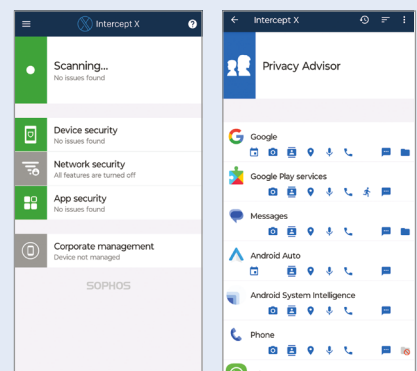 Intercept X
Scanning...
No issues found
Device security
No issues found
Network security
All features are turned off
App security
No issues found
Corporate management
Device not managed
SOPHOS
Intercept X
Privacy Advisor
Google
Google Play services
Messages
Android Auto
Android System Intelligence
Phone